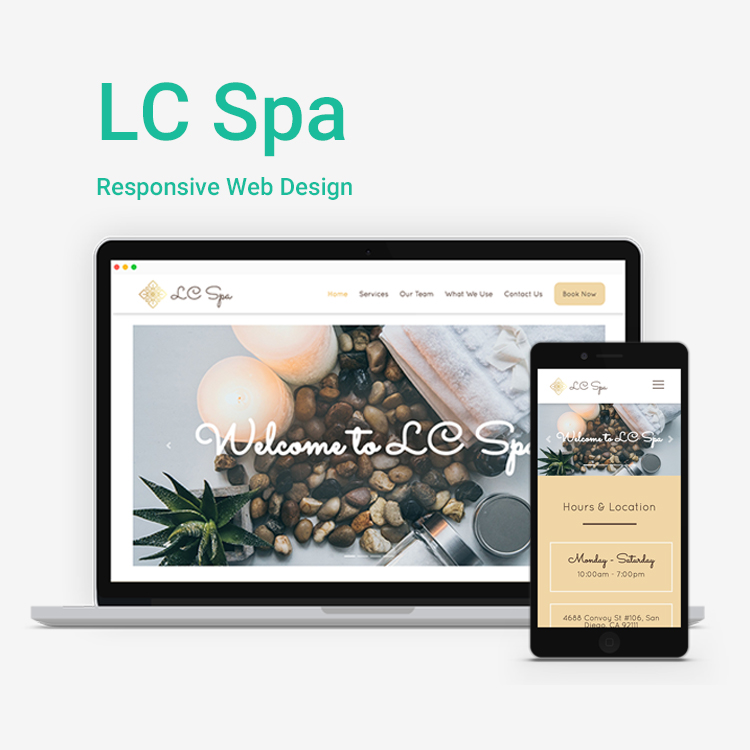 LC Spa
Responsive Web Design
LC Spa
Home Services Our Team What We Use Contact Us Book Now
Welcome to LC Spa
LC Spa
Welcome to LC Spa
Hours & Location
Monday - Saturday
10:00am - 7:00pm
4688 Convoy St #106, San
Diego, CA 92111